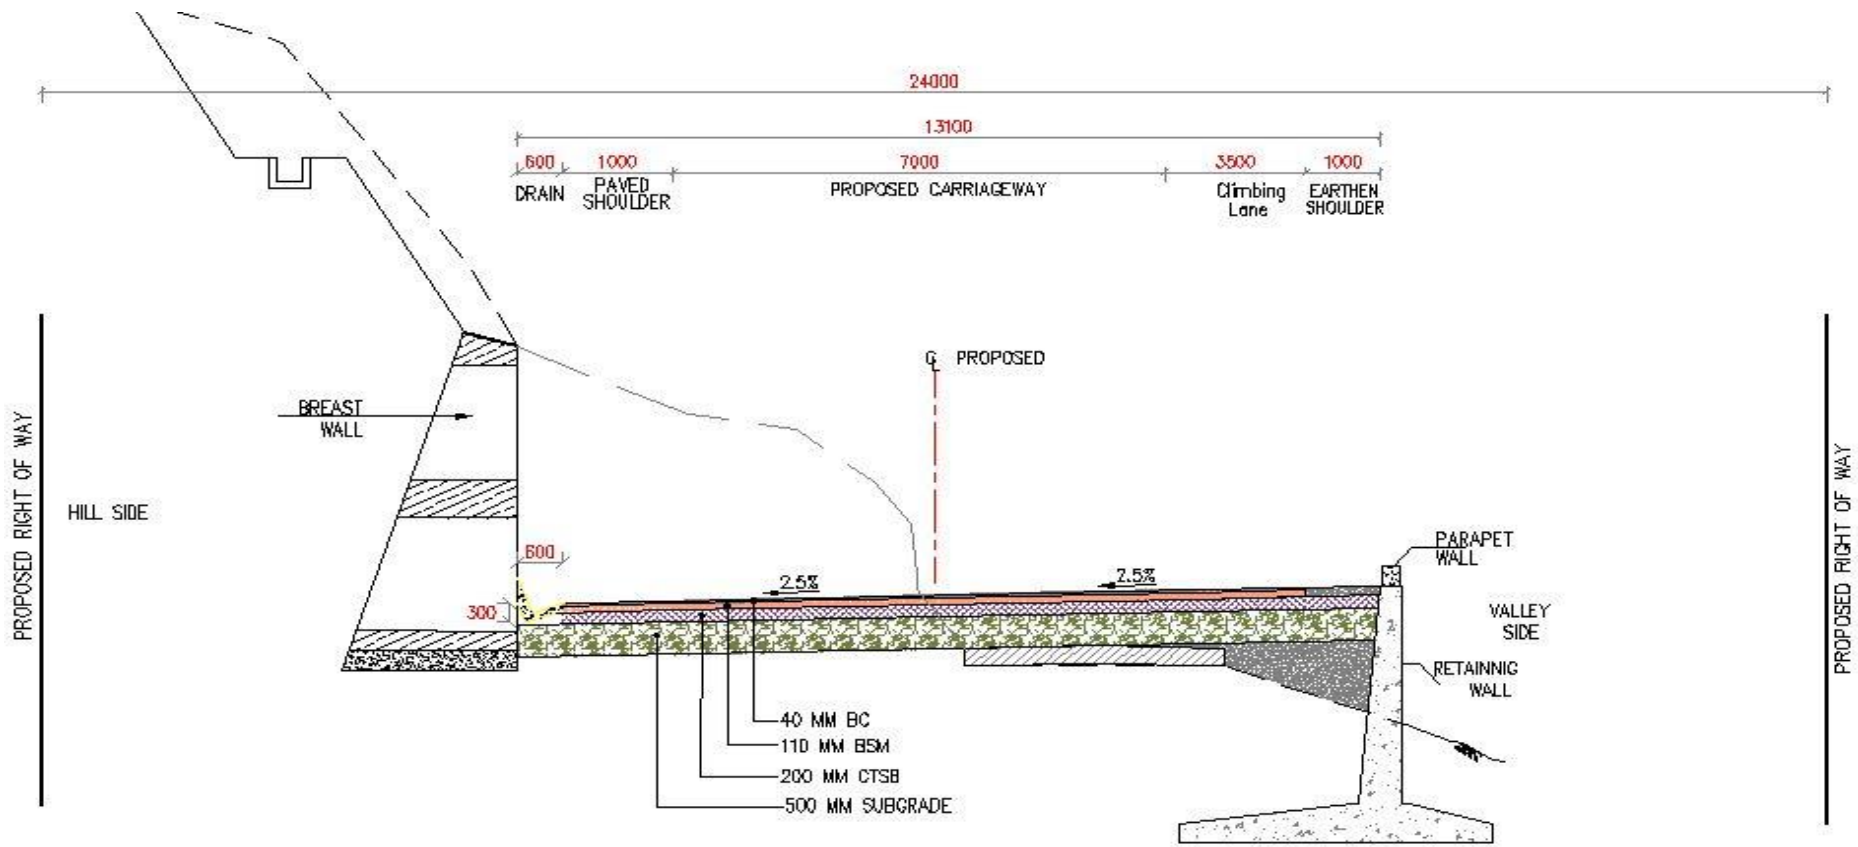 24000
13100
600 1000 7000 3500 1000
DRAIN PAVED SHOULDER PROPOSED CARRIAGEWAY Climbing Lane EARTHEN SHOULDER
CL PROPOSED
BREAST
WALL
PROPOSED RIGHT OF WAY
HILL SIDE
600
300
2.5%
2.5%
PARAPET
WALL
VALLEY
SIDE
RETAINNIG
WALL
PROPOSED RIGHT OF WAY
40 MM BC
110 MM BSM
200 MM CTSB
500 MM SUBGRADE